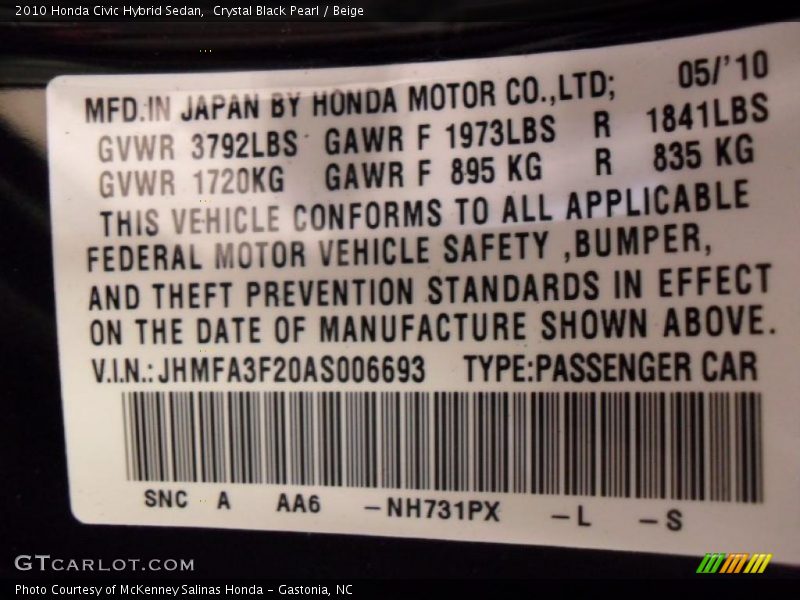 2010 Honda Civic Hybrid Sedan,  Crystal Black Pearl / Beige
MFD.IN JAPAN BY HONDA MOTOR CO.,LTD; 05/'10
GVWR 3792LBS GAWR F 1973LBS R 1841LBS
GVWR 1720KG GAWR F 895 KG R 835 KG
THIS VEHICLE CONFORMS TO ALL APPLICABLE
FEDERAL MOTOR VEHICLE SAFETY ,BUMPER,
AND THEFT PREVENTION STANDARDS IN EFFECT
ON THE DATE OF MANUFACTURE SHOWN ABOVE.
V.I.N.: JHMFA3F20AS006693 TYPE:PASSENGER CAR
SNC A AA6 -NH731PX -L -S
GTCARLOT.COM
Photo Courtesy of McKenney Salinas Honda - Gastonia, NC